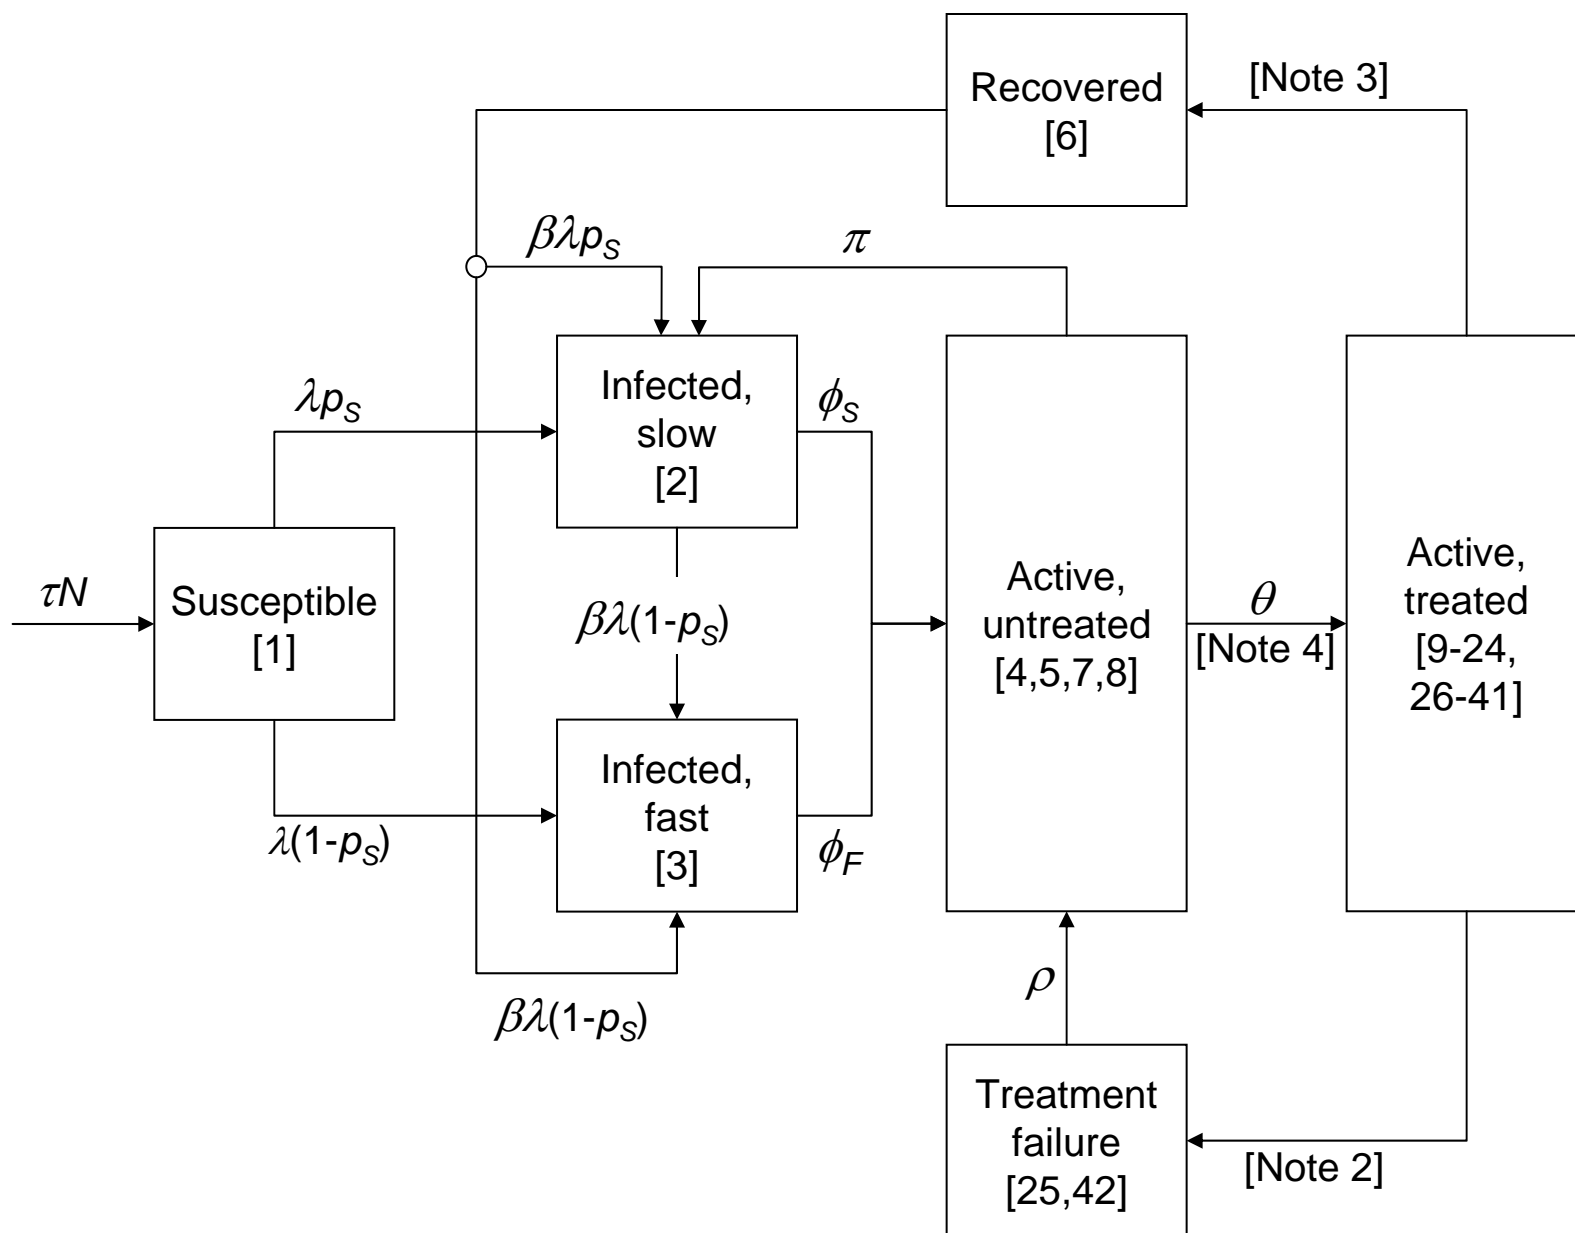 Recovered
[6]
[Note 3]
βλp_S
π
Infected,
slow
[2]
λp_S
ϕ_S
τN
Susceptible
[1]
βλ(1-p_S)
Active,
untreated
[4,5,7,8]
θ
[Note 4]
Active,
treated
[9-24,
26-41]
Infected,
fast
[3]
λ(1-p_S)
ϕ_F
βλ(1-p_S)
ρ
Treatment
failure
[25,42]
[Note 2]